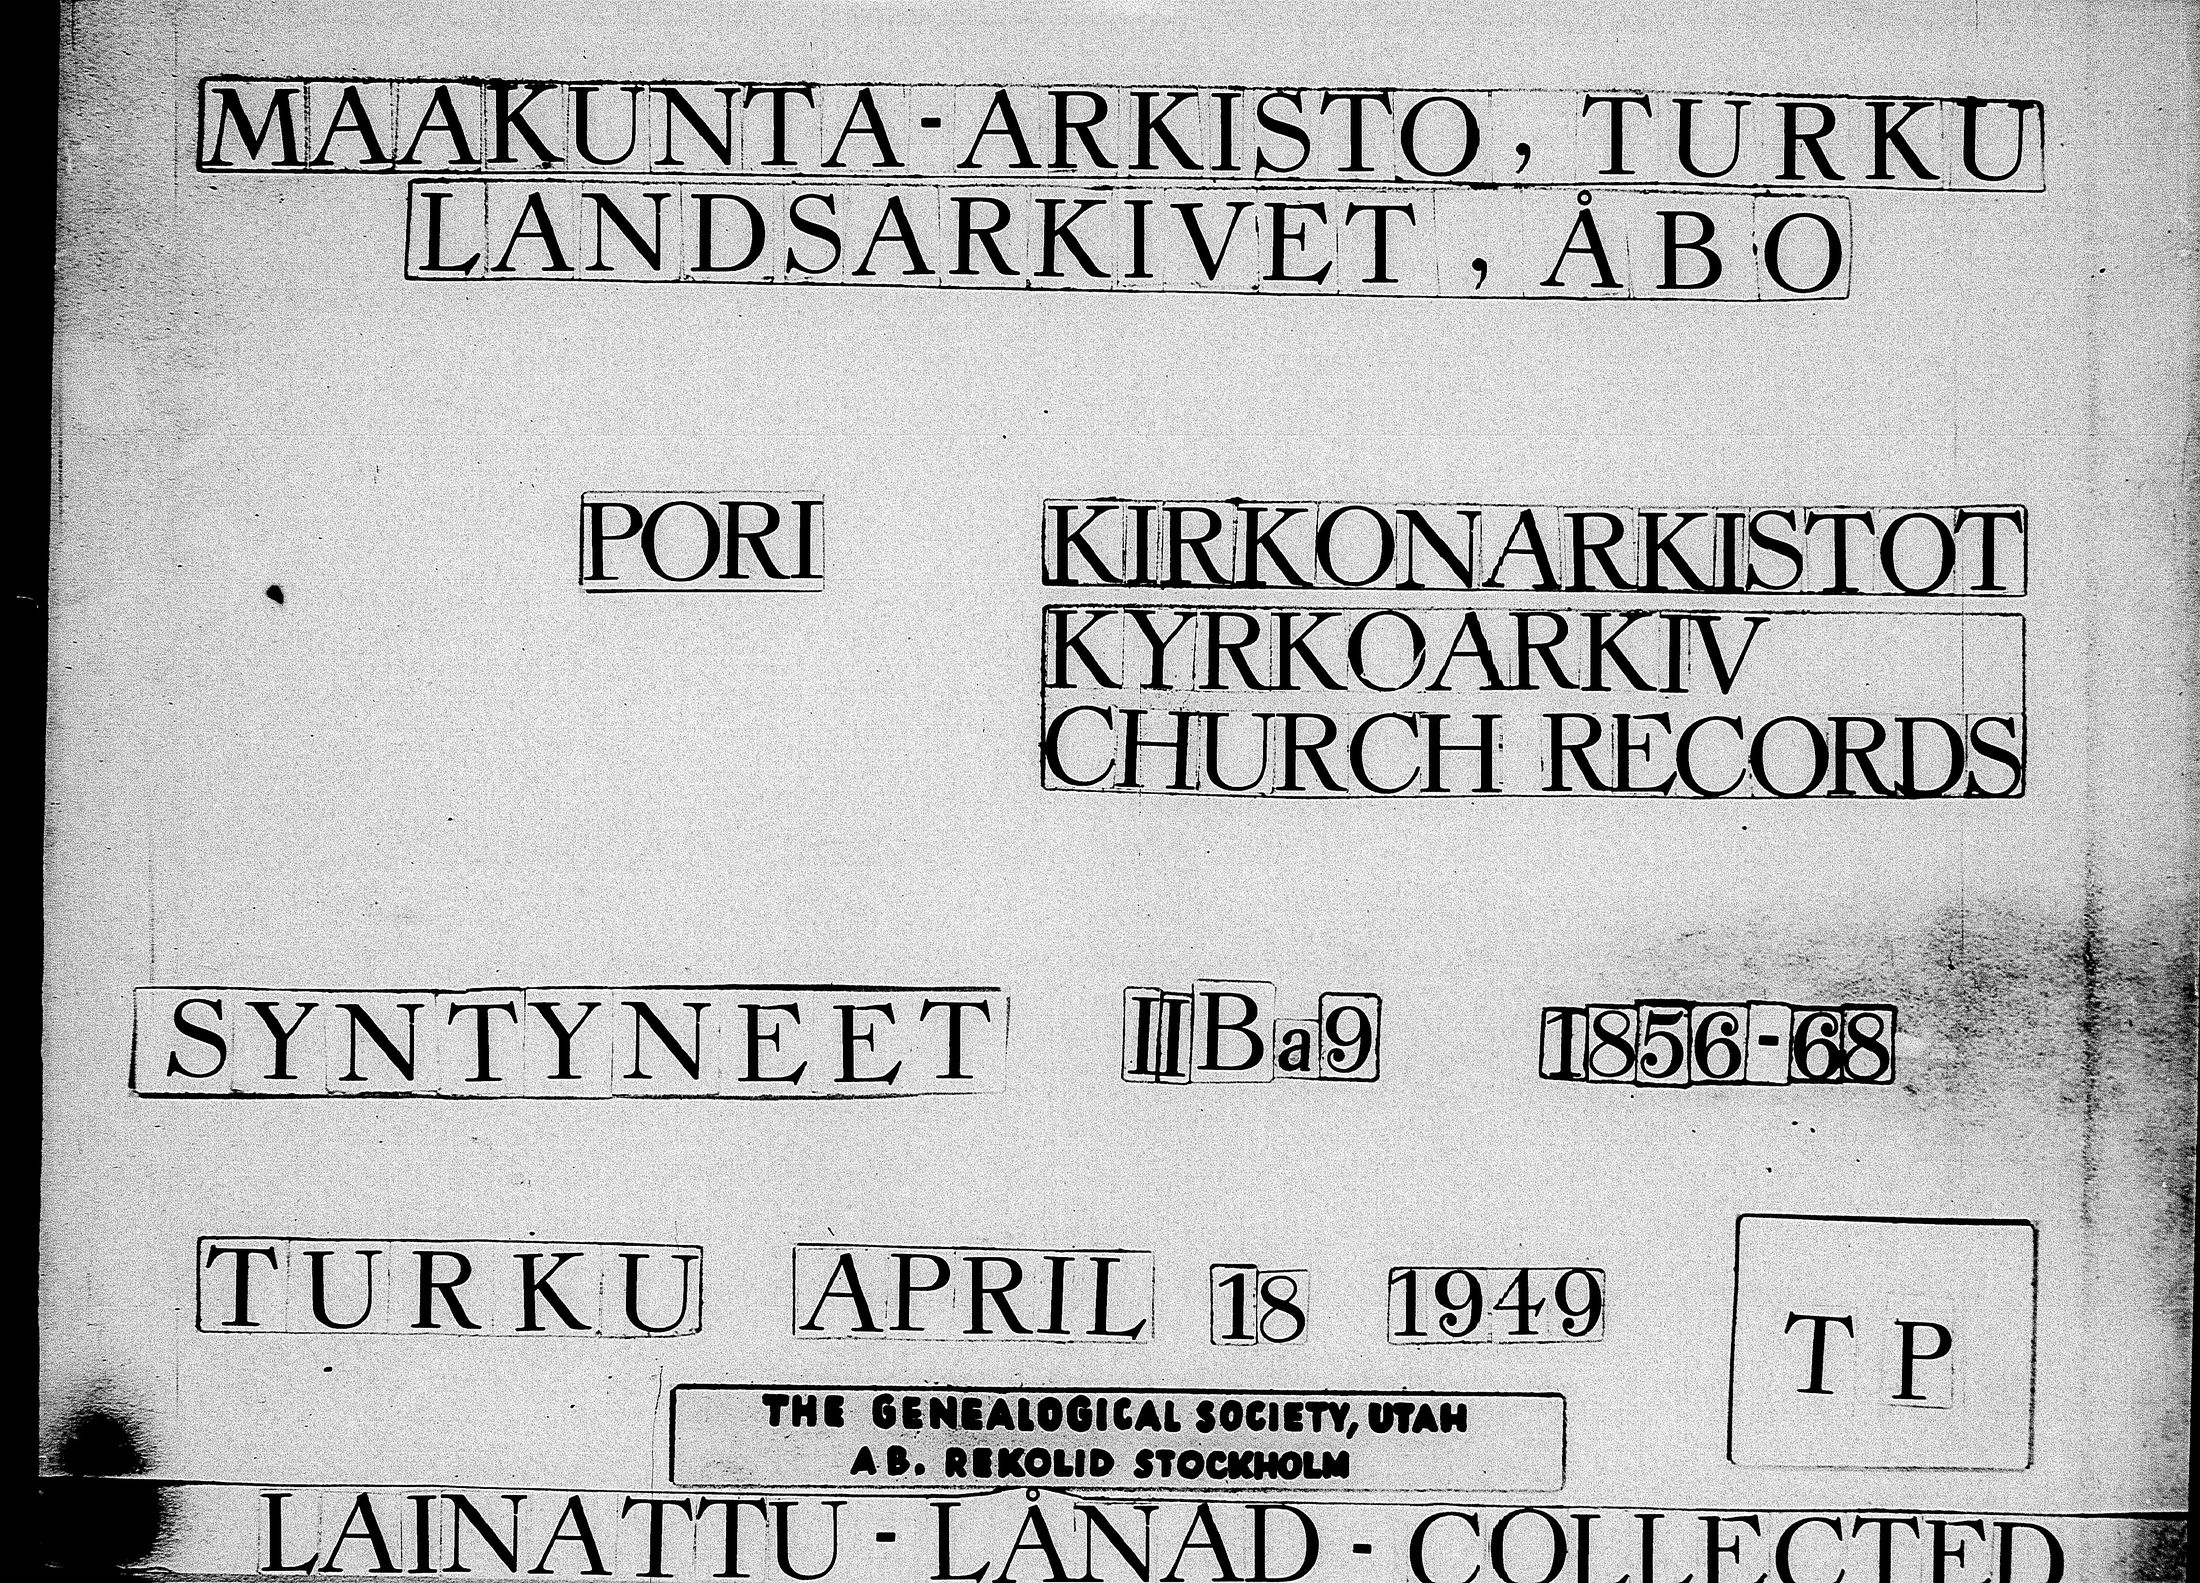 MAAKUNTA-ARKISTO, TURKU
LANDSARKIVET, ÅBO
PORI KIRKONARKISTOT
KYRKOARKIV
CHURCH RECORDS
SYNTYNEET IIBa9 1856-68
TURKU APRIL 18 1949
TP
THE GENEALOGICAL SOCIETY, UTAH
AB. REKOLID STOCKHOLM
LAINATTU-LÅNAD-COLLECTED